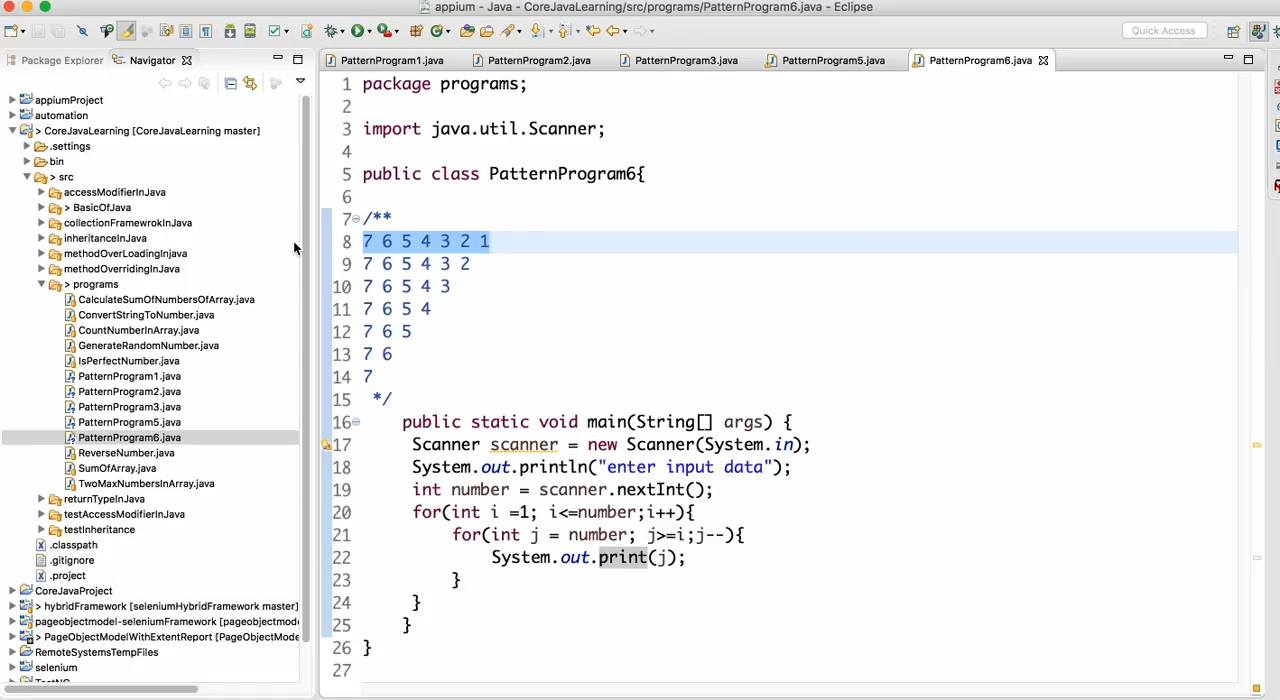 appium - Java - CoreJavaLearning/src/programs/PatternProgram6.java - Eclipse
Quick Access
Package Explorer
Navigator
PatternProgram1.java
PatternProgram2.java
PatternProgram3.java
PatternProgram5.java
PatternProgram6.java
appiumProject
automation
> CoreJavaLearning [CoreJavaLearning master]
.settings
bin
> src
accessModifierInJava
> BasicOfJava
collectionFramewrokInJava
inheritanceInJava
methodOverLoadingInjava
methodOverridingInJava
> programs
CalculateSumOfNumbersOfArray.java
ConvertStringToNumber.java
CountNumberInArray.java
GenerateRandomNumber.java
IsPerfectNumber.java
PatternProgram1.java
PatternProgram2.java
PatternProgram3.java
PatternProgram5.java
PatternProgram6.java
ReverseNumber.java
SumOfArray.java
TwoMaxNumbersInArray.java
returnTypeInJava
testAccessModifierInJava
testInheritance
.classpath
.gitignore
.project
CoreJavaProject
> hybridFramework [seleniumHybridFramework master]
pageobjectmodel-seleniumFramework [pageobjectmod
> PageObjectModelWithExtentReport [PageObjectMode
RemoteSystemsTempFiles
selenium
TestNG
1 package programs;
2
3 import java.util.Scanner;
4
5 public class PatternProgram6{
6
7 /**
8 7 6 5 4 3 2 1
9 7 6 5 4 3 2
10 7 6 5 4 3
11 7 6 5 4
12 7 6 5
13 7 6
14 7
15 */
16 public static void main(String[] args) {
17 Scanner scanner = new Scanner(System.in);
18 System.out.println("enter input data");
19 int number = scanner.nextInt();
20 for(int i =1; i<=number;i++){
21 for(int j = number; j>=i;j--){
22 System.out.print(j);
23 }
24 }
25 }
26 }
27